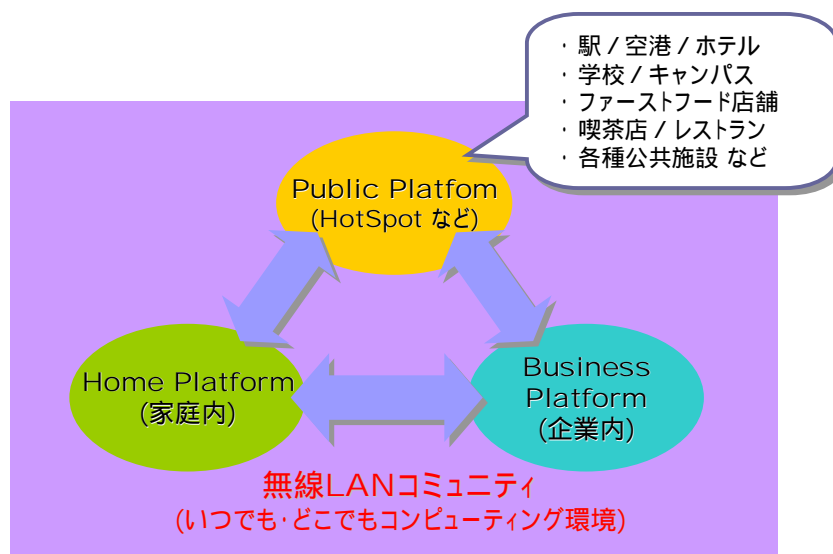 · 駅 / 空港 / ホテル
· 学校 / キャンパス
· ファーストフード店舗
· 喫茶店 / レストラン
· 各種公共施設 など
Public Platfom
(HotSpot など)
Home Platform
(家庭内)
Business
Platform
(企業内)
無線LANコミュニティ
(いつでも·どこでもコンピューティング環境)